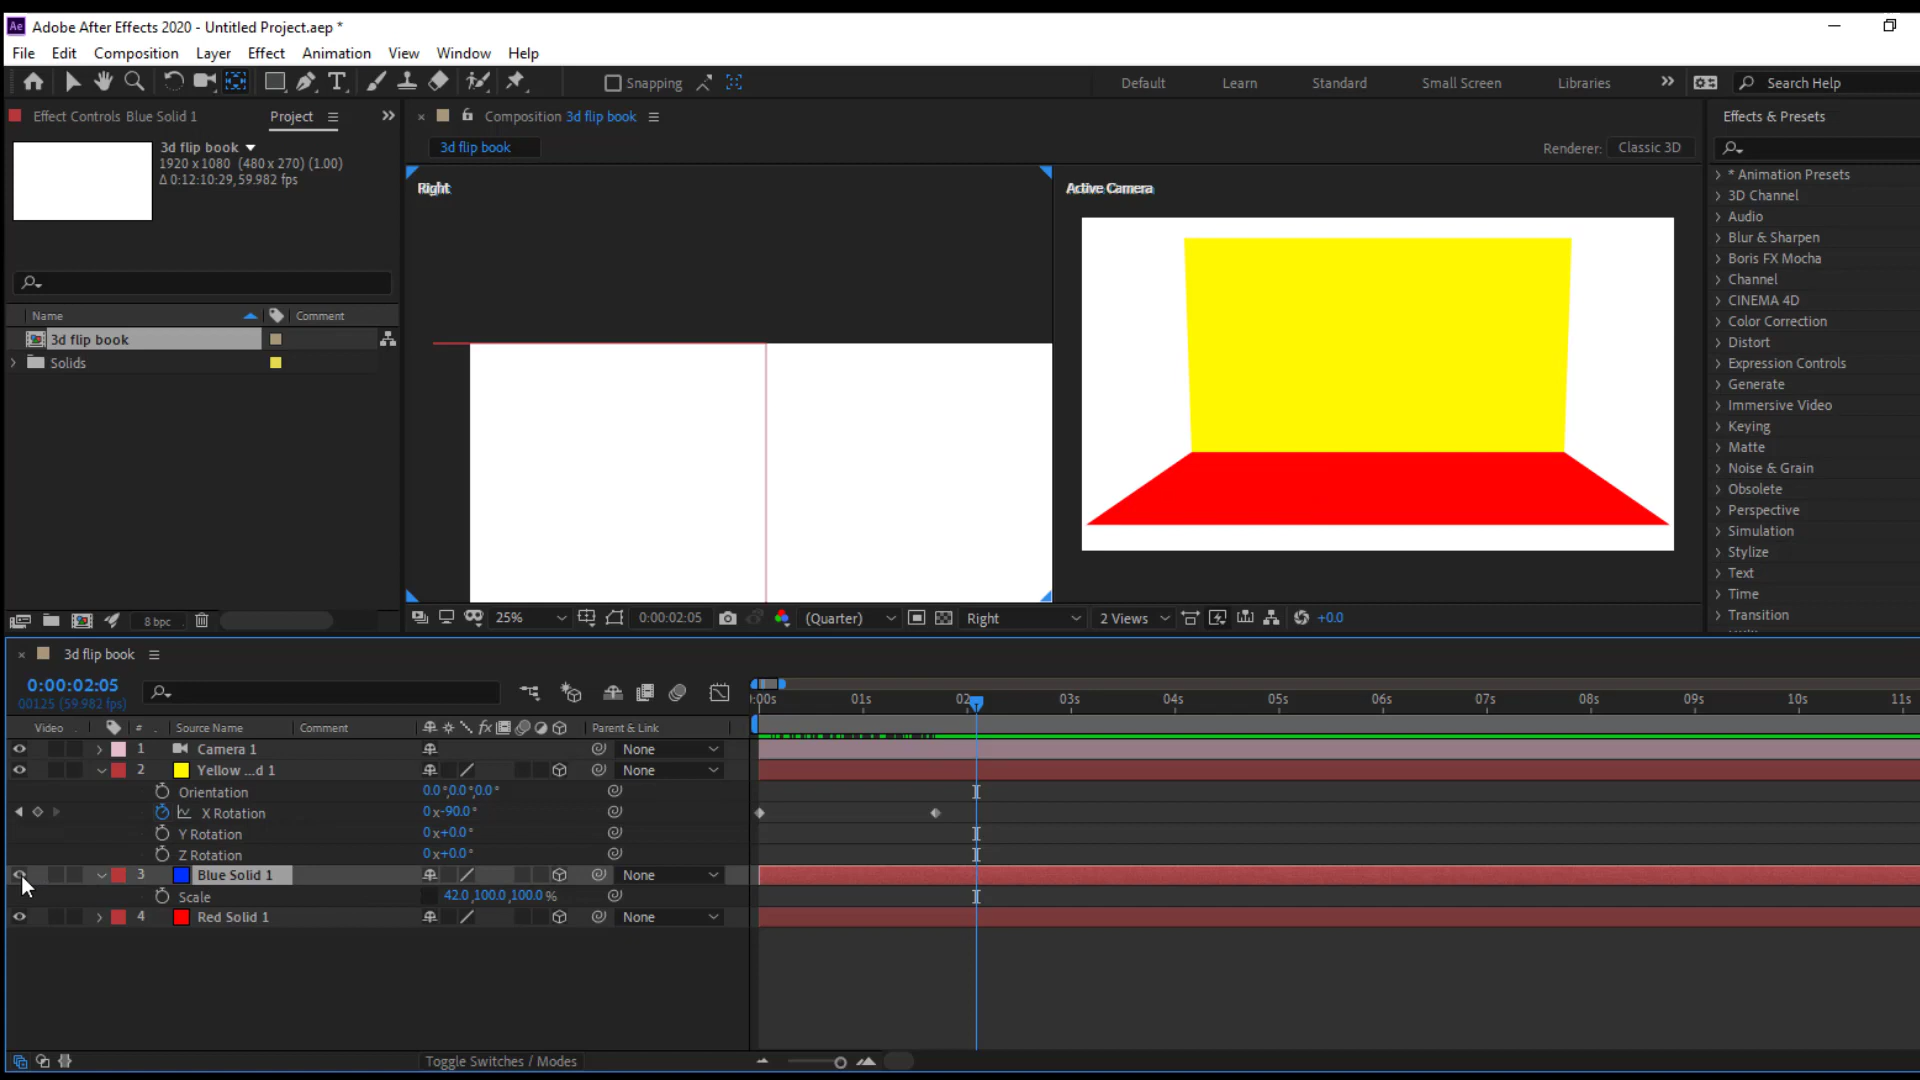 Ae Adobe After Effects 2020 - Untitled Project.aep *
File Edit Composition Layer Effect Animation View Window Help
Snapping Default Learn Standard Small Screen Libraries Search Help
Effect Controls Blue Solid 1 Project
Composition 3d flip book
Effects & Presets
3d flip book
1920 x 1080 (480 x 270) (1.00)
Δ 0:12:10:29, 59.982 fps
3d flip book
Renderer: Classic 3D
Right
Active Camera
* Animation Presets
3D Channel
Audio
Blur & Sharpen
Boris FX Mocha
Channel
CINEMA 4D
Color Correction
Distort
Expression Controls
Generate
Immersive Video
Keying
Matte
Noise & Grain
Obsolete
Perspective
Simulation
Stylize
Text
Time
Transition
Name Comment
3d flip book
Solids
8 bpc
25% 0:00:02:05 (Quarter) Right 2 Views +0.0
3d flip book
0:00:02:05
00125 (59.982 fps)
:00s 01s 02 03s 04s 05s 06s 07s 08s 09s 10s 11s
Video # Source Name Comment fx Parent & Link
1 Camera 1 None
2 Yellow ...d 1 None
Orientation 0.0°,0.0°,0.0°
X Rotation 0x-90.0°
Y Rotation 0x+0.0°
Z Rotation 0x+0.0°
3 Blue Solid 1 None
Scale 42.0,100.0,100.0%
4 Red Solid 1 None
Toggle Switches / Modes